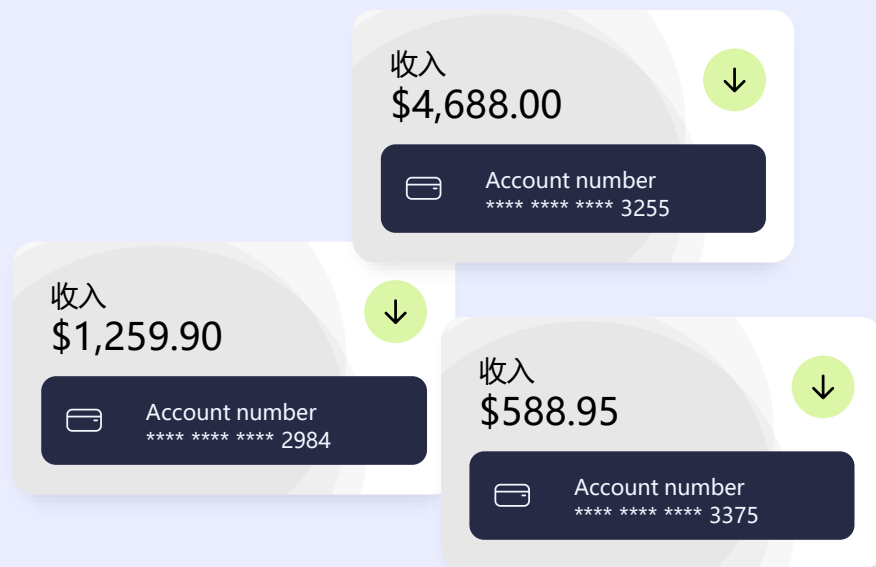 收入
$4,688.00
Account number
**** **** **** 3255
收入
$1,259.90
Account number
**** **** **** 2984
收入
$588.95
Account number
**** **** **** 3375